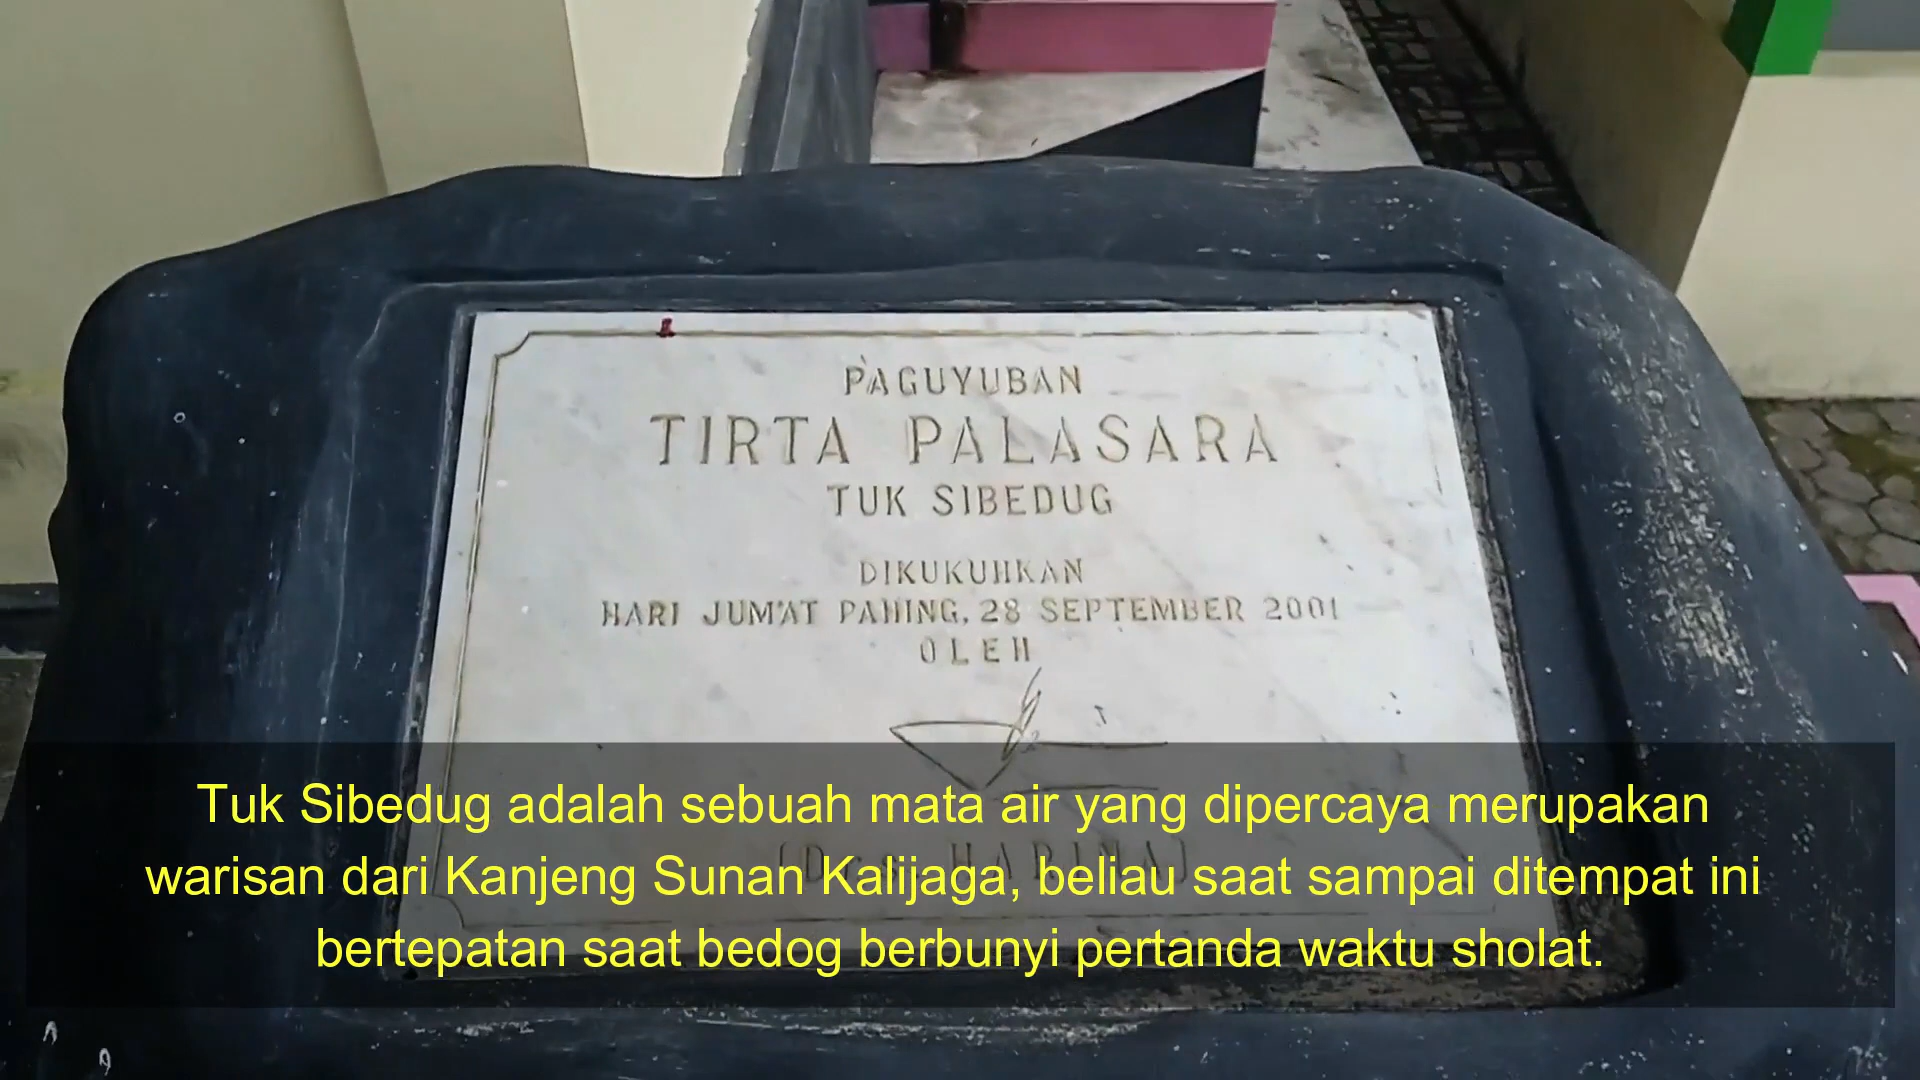 PAGUYUBAN
TIRTA PALASARA
TUK SIBEDUG
DIKUKUHKAN
HARI JUM'AT PAHING, 28 SEPTEMBER 2001
OLEH
Tuk Sibedug adalah sebuah mata air yang dipercaya merupakan
warisan dari Kanjeng Sunan Kalijaga, beliau saat sampai ditempat ini
bertepatan saat bedog berbunyi pertanda waktu sholat.